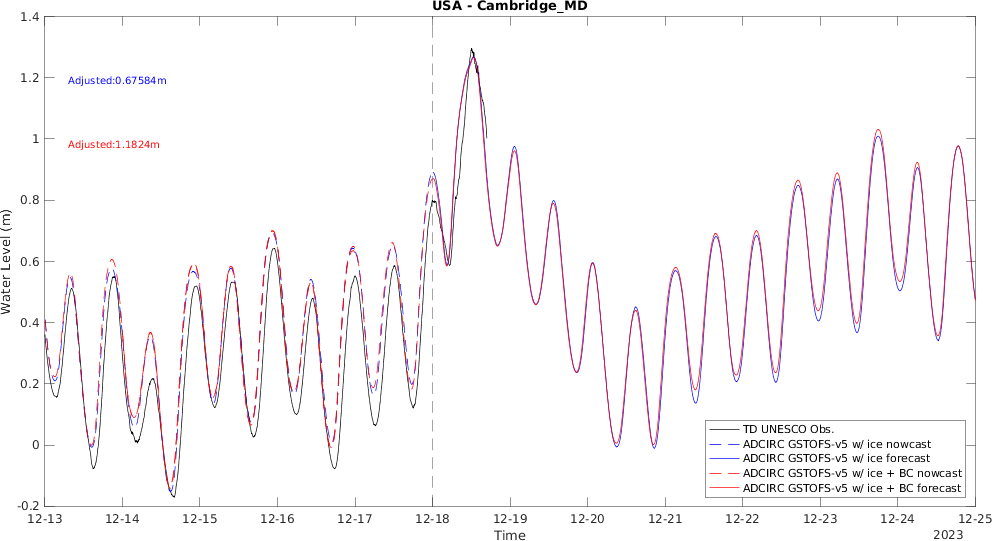 USA - Cambridge_MD
1.4
1.2
1
0.8
0.6
0.4
0.2
0
-0.2
Water Level (m)
Adjusted:0.67584m
Adjusted:1.1824m
TD UNESCO Obs.
ADCIRC GSTOFS-v5 w/ ice nowcast
ADCIRC GSTOFS-v5 w/ ice forecast
ADCIRC GSTOFS-v5 w/ ice + BC nowcast
ADCIRC GSTOFS-v5 w/ ice + BC forecast
12-13 12-14 12-15 12-16 12-17 12-18 12-19 12-20 12-21 12-22 12-23 12-24 12-25
Time
2023